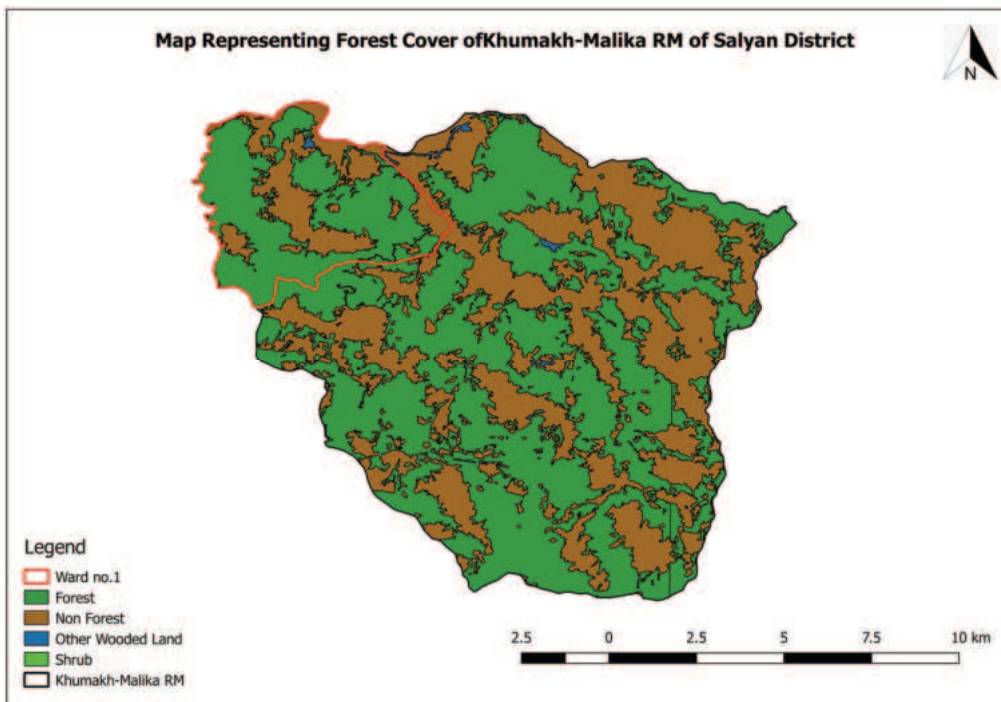 Map Representing Forest Cover ofKhumakh-Malika RM of Salyan District
N
Legend
Ward no.1
Forest
Non Forest
Other Wooded Land
Shrub
Khumakh-Malika RM
2.5 0 2.5 5 7.5 10 km